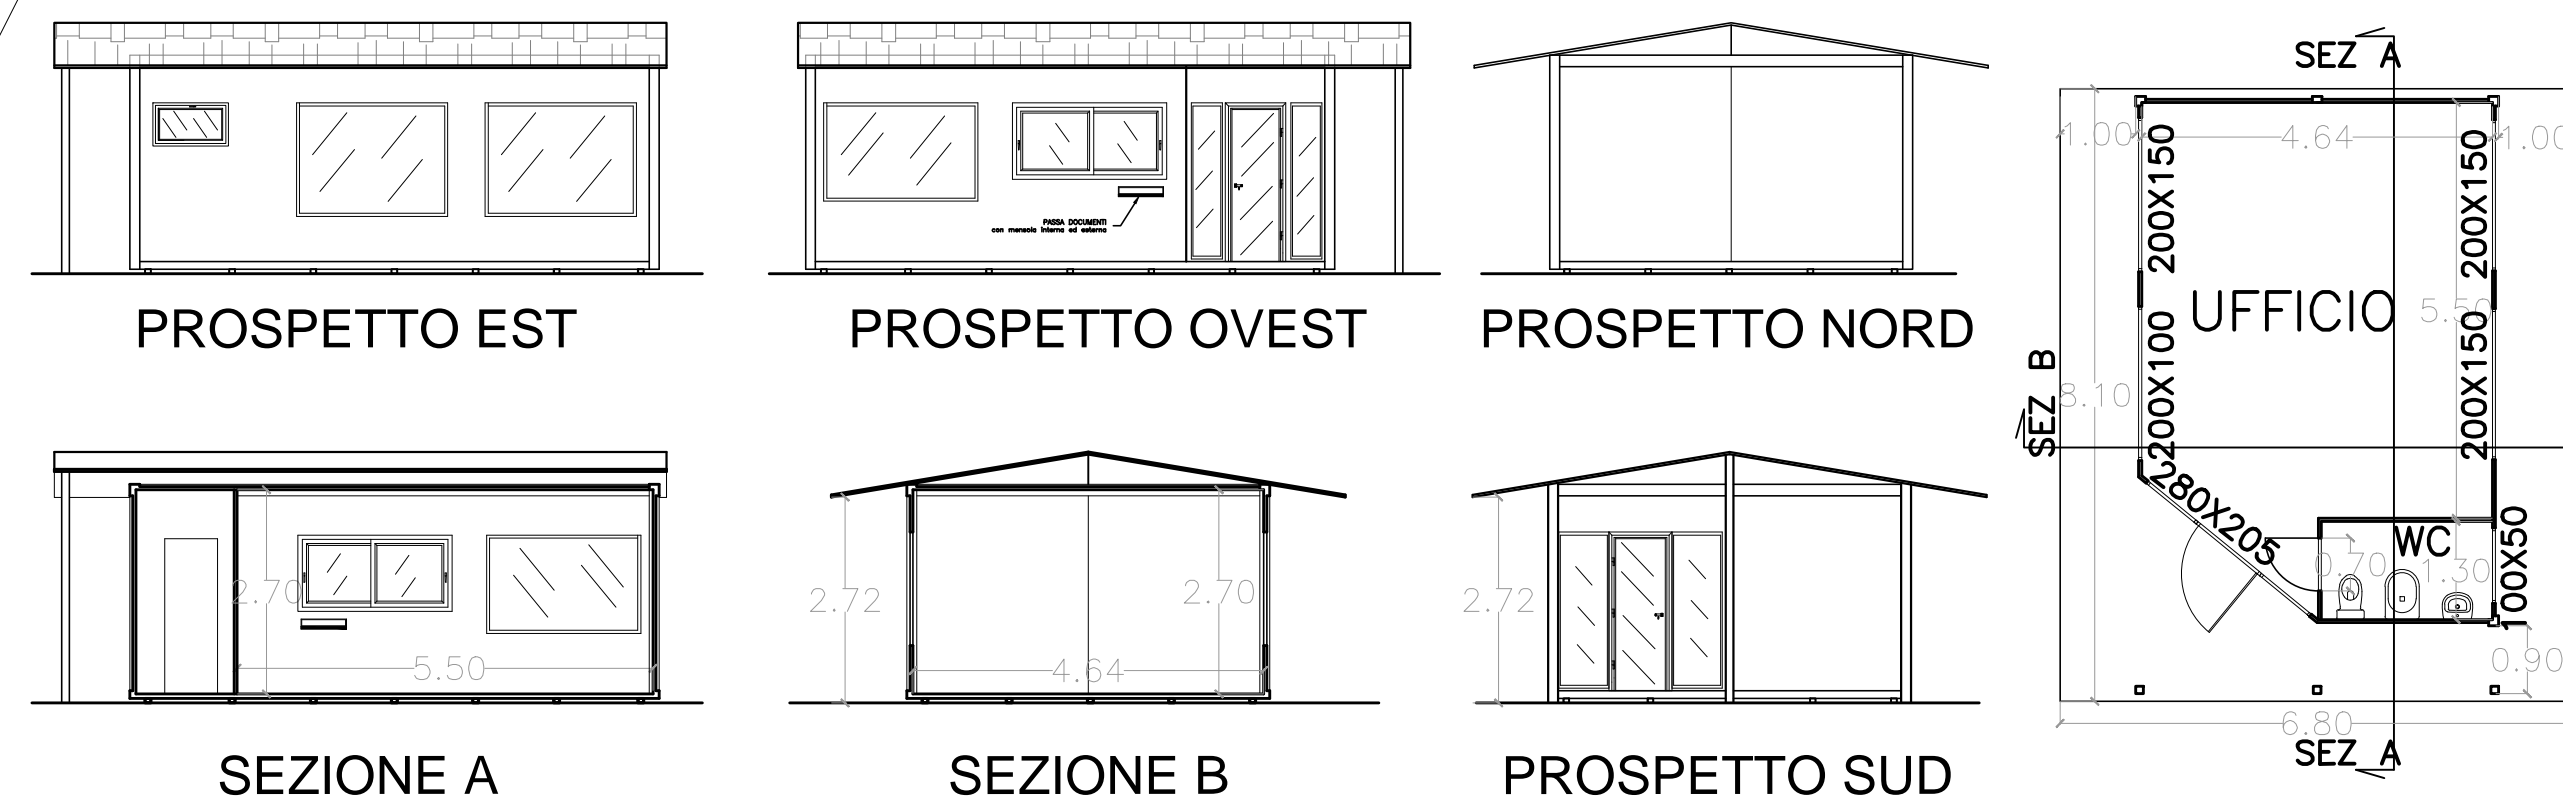 PASSA DOCUMENTI
con mensola interna ed esterna
PROSPETTO EST
PROSPETTO OVEST
PROSPETTO NORD
2.70
5.50
SEZIONE A
2.72
2.70
4.64
SEZIONE B
2.72
PROSPETTO SUD
SEZ A
1.00
4.64
1.00
200X150
200X150
UFFICIO
5.50
200X100
200X150
SEZ B
8.10
280X205
WC
0.70
1.30
100X50
0.90
6.80
SEZ A